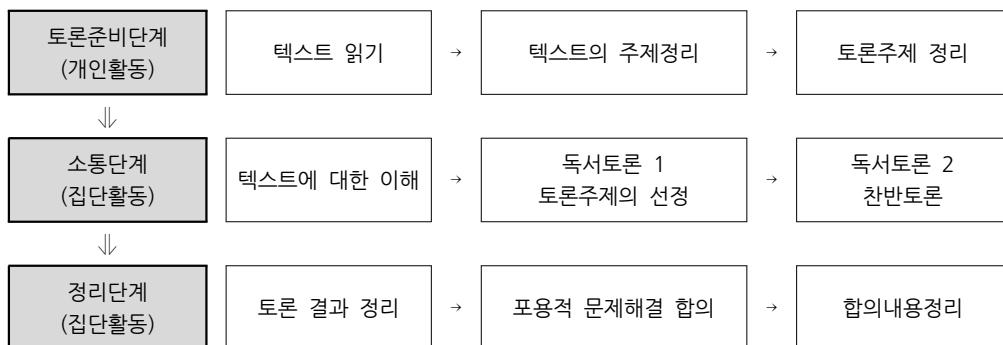 토론준비단계
(개인활동)
텍스트 읽기
→
텍스트의 주제정리
→
토론주제 정리
⇓
소통단계
(집단활동)
텍스트에 대한 이해
→
독서토론 1
토론주제의 선정
→
독서토론 2
찬반토론
⇓
정리단계
(집단활동)
토론 결과 정리
→
포용적 문제해결 합의
→
합의내용정리